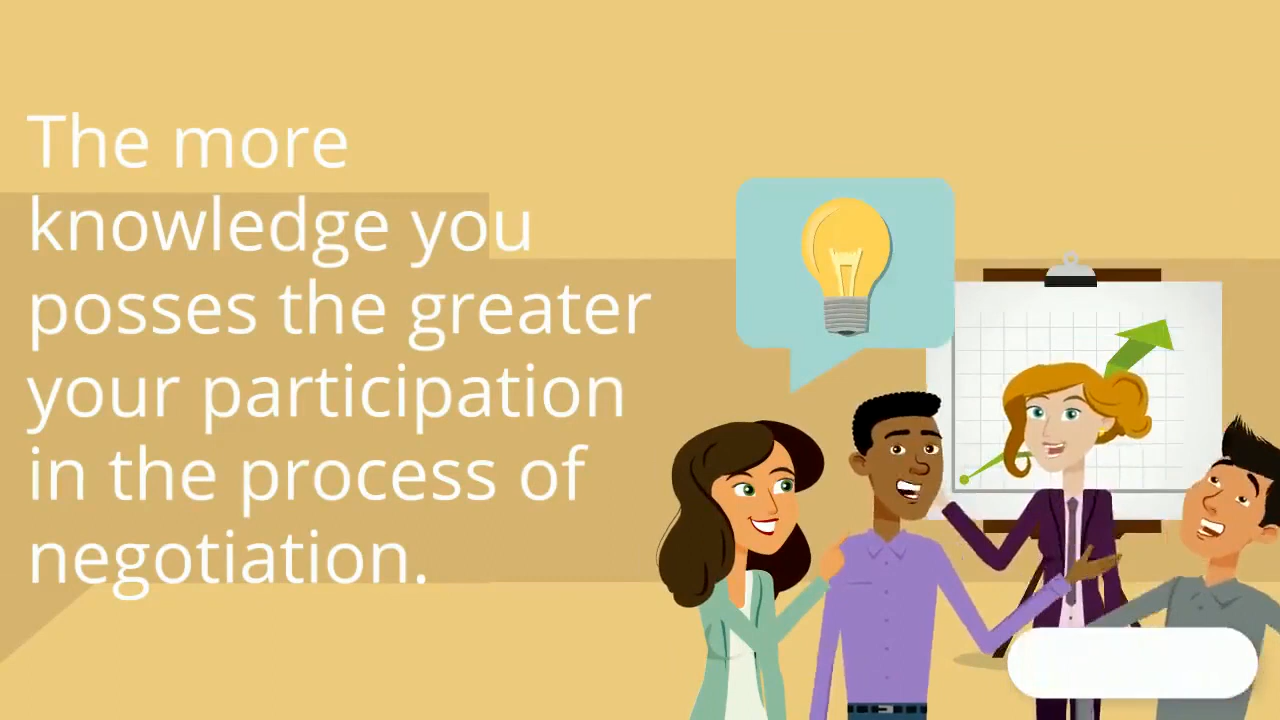 The more
knowledge you
posses the greater
your participation
in the process of
negotiation.